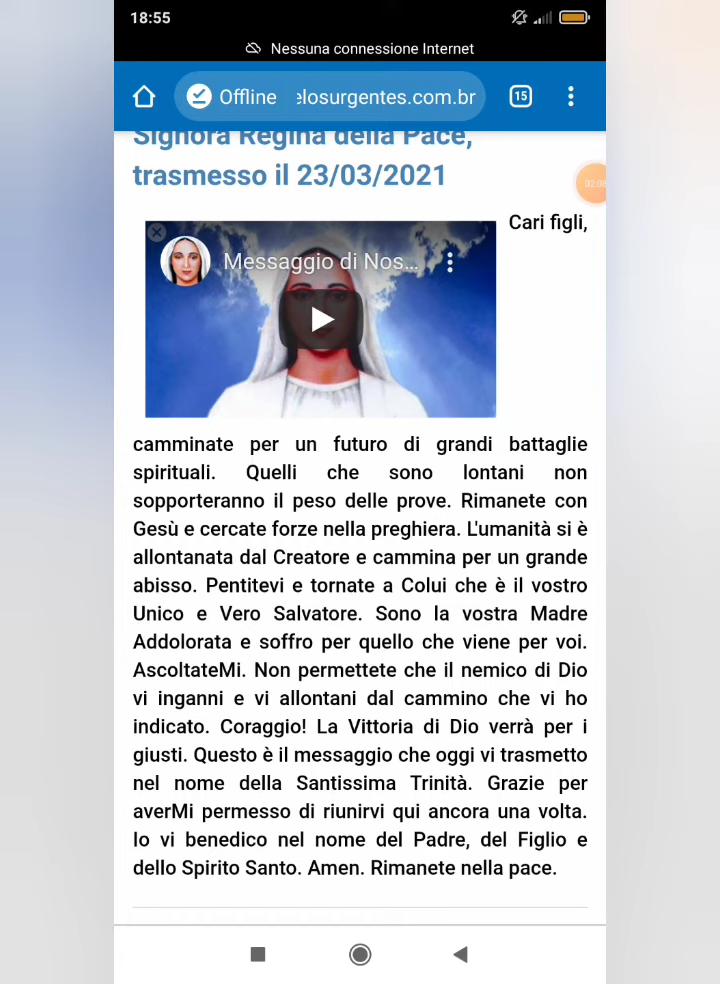 18:55
Nessuna connessione Internet
Offline elosurgentes.com.br
15
Signora Regina della Pace,
trasmesso il 23/03/2021
02:08
Cari figli,
Messaggio di Nos...
camminate per un futuro di grandi battaglie
spirituali. Quelli che sono lontani non
sopporteranno il peso delle prove. Rimanete con
Gesù e cercate forze nella preghiera. L'umanità si è
allontanata dal Creatore e cammina per un grande
abisso. Pentitevi e tornate a Colui che è il vostro
Unico e Vero Salvatore. Sono la vostra Madre
Addolorata e soffro per quello che viene per voi.
AscoltateMi. Non permettete che il nemico di Dio
vi inganni e vi allontani dal cammino che vi ho
indicato. Coraggio! La Vittoria di Dio verrà per i
giusti. Questo è il messaggio che oggi vi trasmetto
nel nome della Santissima Trinità. Grazie per
averMi permesso di riunirvi qui ancora una volta.
Io vi benedico nel nome del Padre, del Figlio e
dello Spirito Santo. Amen. Rimanete nella pace.